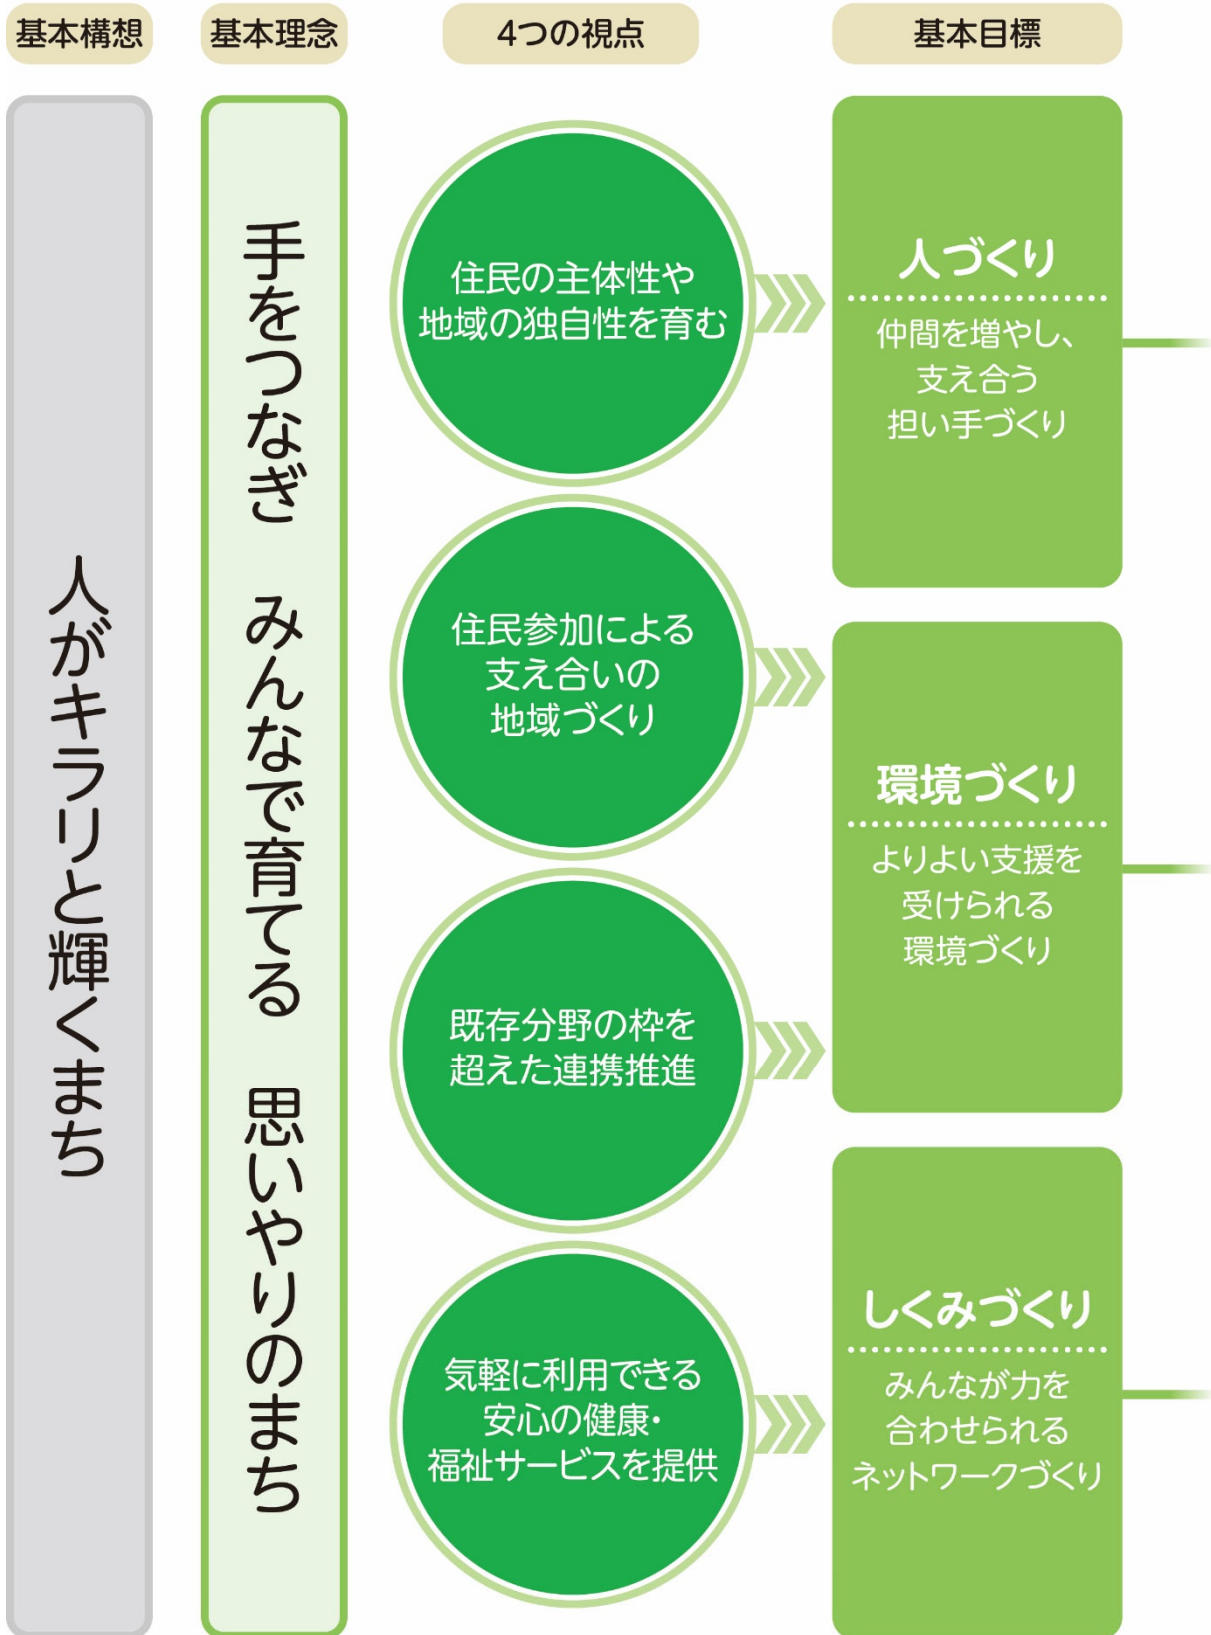 基本構想
基本理念
4つの視点
基本目標
人がキラリと輝くまち
手をつなぎ　みんなで育てる　思いやりのまち
住民の主体性や
地域の独自性を育む
住民参加による
支え合いの
地域づくり
既存分野の枠を
超えた連携推進
気軽に利用できる
安心の健康・
福祉サービスを提供
人づくり
仲間を増やし、
支え合う
担い手づくり
環境づくり
よりよい支援を
受けられる
環境づくり
しくみづくり
みんなが力を
合わせられる
ネットワークづくり